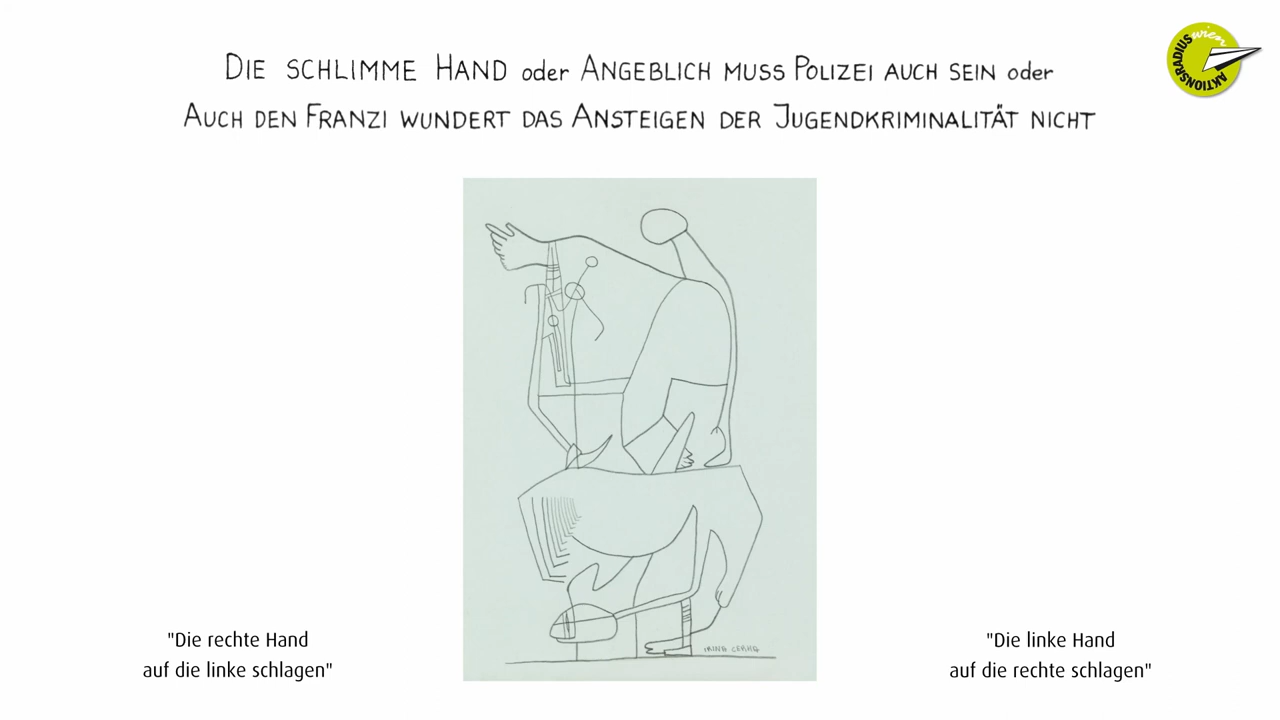 DIE SCHLIMME HAND oder ANGEBLICH MUSS POLIZEI AUCH SEIN oder
AUCH DEN FRANZI WUNDERT DAS ANSTEIGEN DER JUGENDKRIMINALITÄT NICHT
AKTIONSRADIUS wien
"Die rechte Hand
auf die linke schlagen"
"Die linke Hand
auf die rechte schlagen"